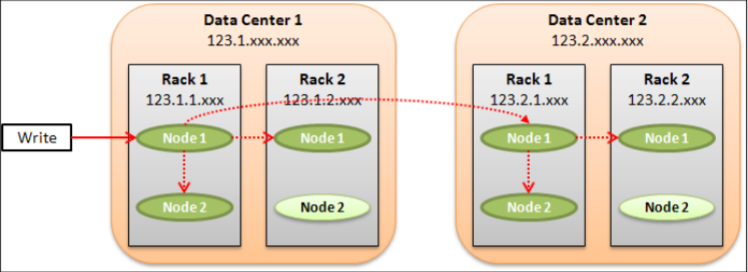 Data Center 1
123.1.xxx.xxx
Rack 1
123.1.1.xxx
Rack 2
123.1.2.xxx
Write
Node 1
Node 1
Node 2
Node 2
Data Center 2
123.2.xxx.xxx
Rack 1
123.2.1.xxx
Rack 2
123.2.2.xxx
Node 1
Node 1
Node 2
Node 2